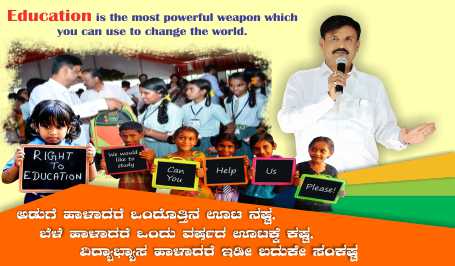 Education is the most powerful weapon which
you can use to change the world.
RIGHT
To
EDUCATION
We would
like to
study
Can
You
Help
Us
Please!
ಅಡುಗೆ ಹಾಳಾದರೆ ಒಂದೊತ್ತಿನ ಊಟ ನಷ್ಟ.
ಬೆಳೆ ಹಾಳಾದರೆ ಒಂದು ವರ್ಷದ ಊಟಕ್ಕೆ ಕಷ್ಟ.
ವಿದ್ಯಾಭ್ಯಾಸ ಹಾಳಾದರೆ ಇಡೀ ಬದುಕೇ ಸಂಕಷ್ಟ